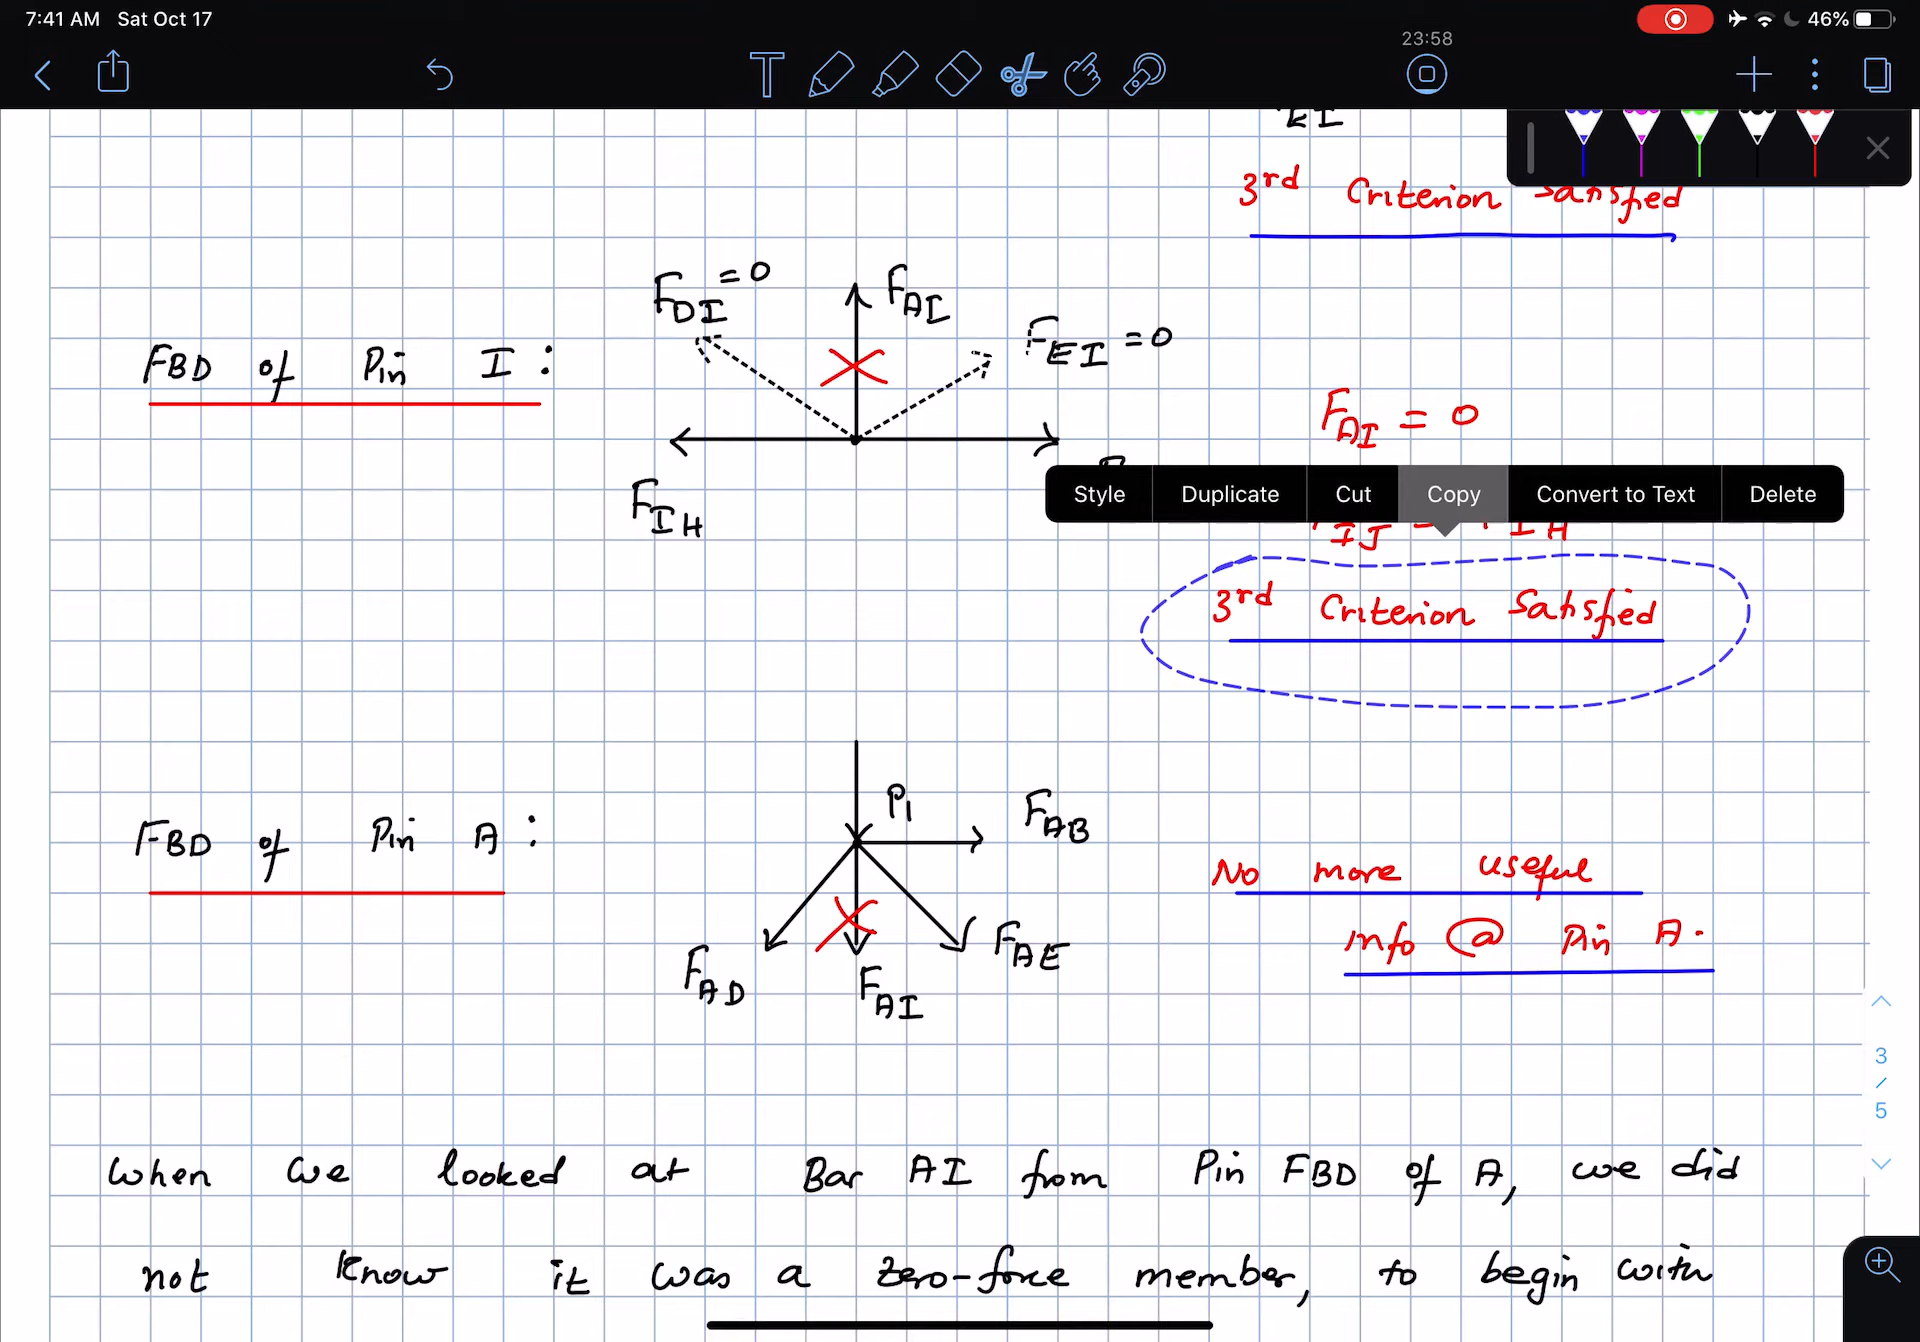 7:41 AM Sat Oct 17
46%
23:58
EI
3rd Criterion Satisfied
FDI = 0
FAI
FEI = 0
FBD of Pin I :
FAI = 0
Style Duplicate Cut Copy Convert to Text Delete
FIH
IJ = IH
3rd Criterion Satisfied
P1
FAB
FBD of Pin A :
No more useful
info @ Pin A.
FAD
FAI
FAE
3
/
5
When we looked at Bar AI from Pin FBD of A, we did
not know it was a zero-force member, to begin with